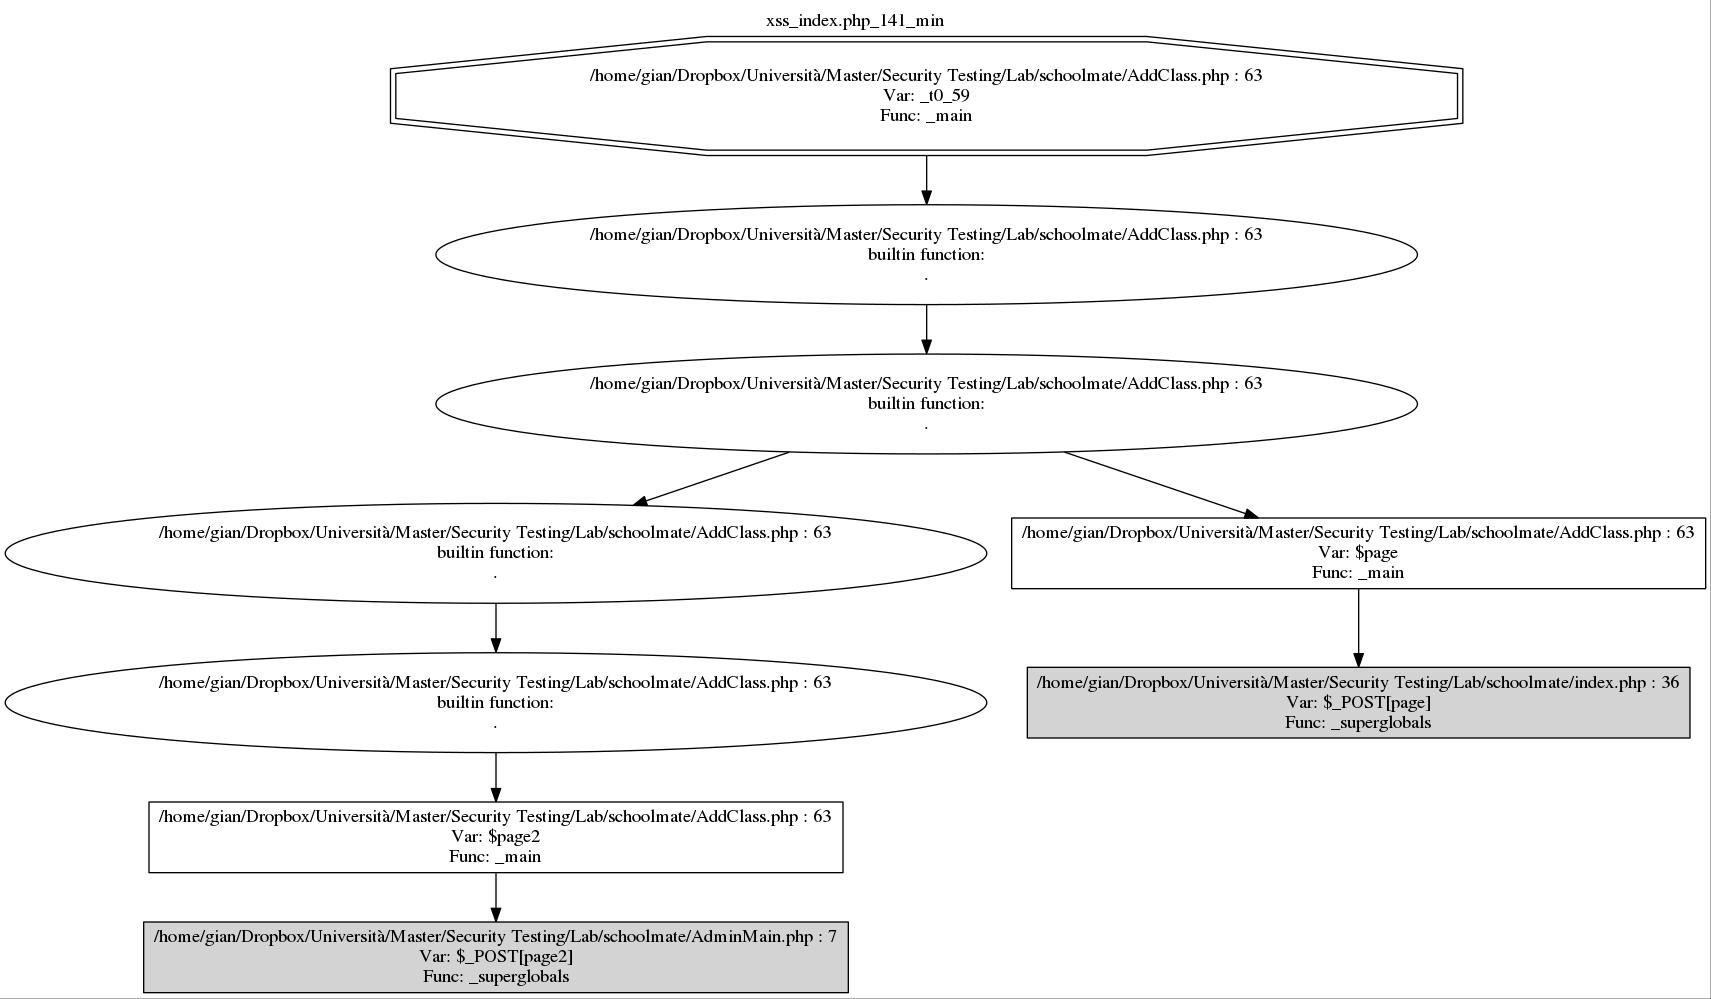 xss_index.php_141_min
/home/gian/Dropbox/Università/Master/Security Testing/Lab/schoolmate/AddClass.php : 63
Var: _t0_59
Func: _main
/home/gian/Dropbox/Università/Master/Security Testing/Lab/schoolmate/AddClass.php : 63
builtin function:
.
/home/gian/Dropbox/Università/Master/Security Testing/Lab/schoolmate/AddClass.php : 63
builtin function:
.
/home/gian/Dropbox/Università/Master/Security Testing/Lab/schoolmate/AddClass.php : 63
builtin function:
.
/home/gian/Dropbox/Università/Master/Security Testing/Lab/schoolmate/AddClass.php : 63
Var: $page
Func: _main
/home/gian/Dropbox/Università/Master/Security Testing/Lab/schoolmate/AddClass.php : 63
builtin function:
.
/home/gian/Dropbox/Università/Master/Security Testing/Lab/schoolmate/index.php : 36
Var: $_POST[page]
Func: _superglobals
/home/gian/Dropbox/Università/Master/Security Testing/Lab/schoolmate/AddClass.php : 63
Var: $page2
Func: _main
/home/gian/Dropbox/Università/Master/Security Testing/Lab/schoolmate/AdminMain.php : 7
Var: $_POST[page2]
Func: _superglobals